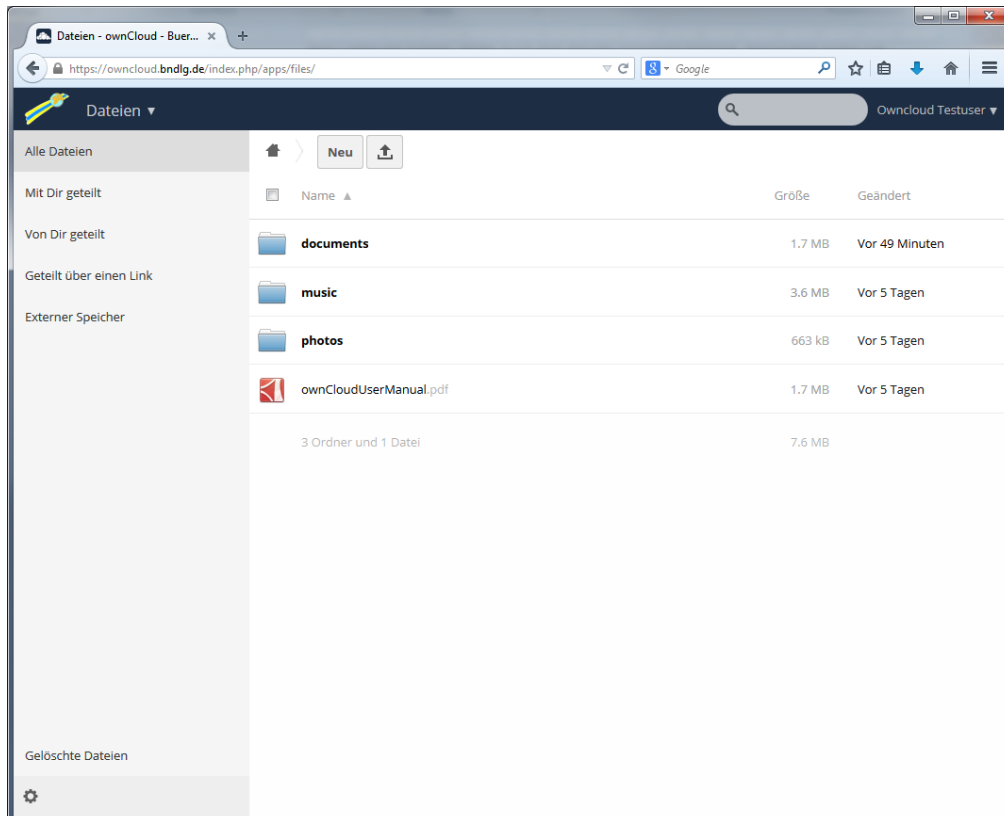 Dateien - ownCloud - Buer... × +
https://owncloud.bndlg.de/index.php/apps/files/ 8 Google
Dateien ▾ Owncloud Testuser ▾
Alle Dateien Neu
Mit Dir geteilt Name ▲ Größe Geändert
Von Dir geteilt documents 1.7 MB Vor 49 Minuten
Geteilt über einen Link music 3.6 MB Vor 5 Tagen
Externer Speicher photos 663 kB Vor 5 Tagen
ownCloudUserManual.pdf 1.7 MB Vor 5 Tagen
3 Ordner und 1 Datei 7.6 MB
Gelöschte Dateien